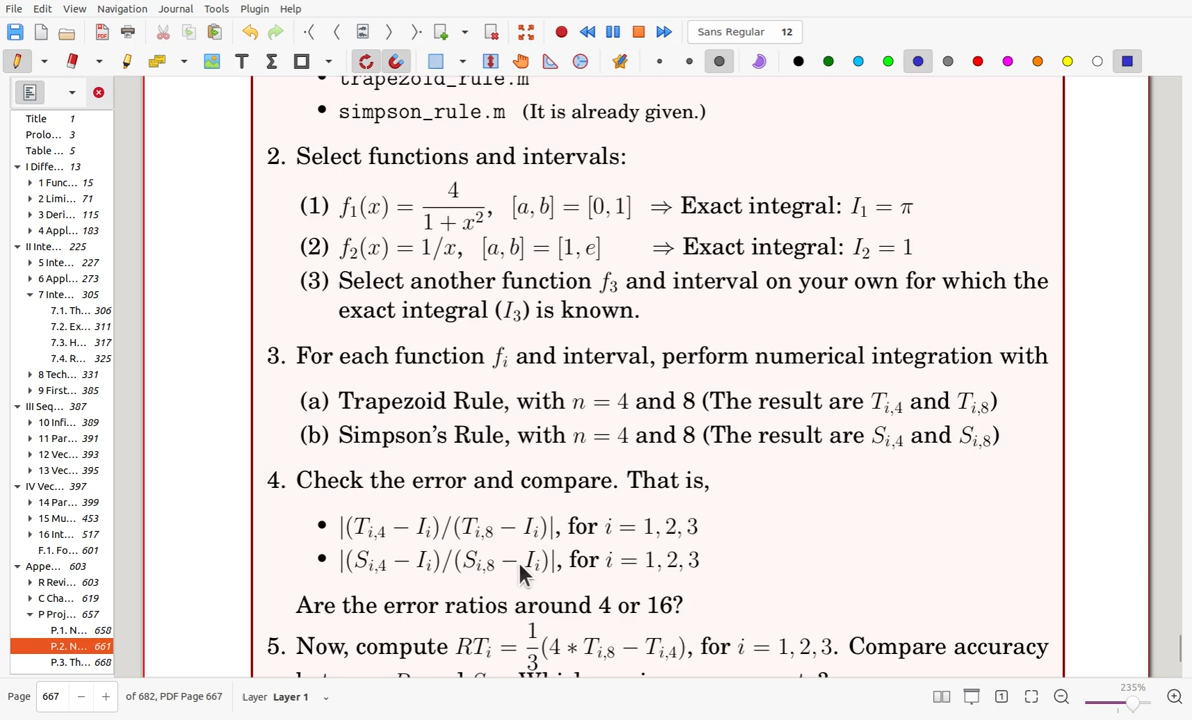 File Edit View Navigation Journal Tools Plugin Help
Sans Regular 12
Title 1
Prolo... 3
Table ... 5
I Diffe... 13
1 Func... 15
2 Limi... 71
3 Deri... 115
4 Appl... 183
II Inte... 225
5 Inte... 227
6 Appl... 273
7 Inte... 305
7.1. Th... 306
7.2. Ex... 311
7.3. H... 317
7.4. R... 325
8 Tech... 331
9 First... 385
III Seq... 387
10 Infi... 389
11 Par... 391
12 Vec... 393
13 Vec... 395
IV Vec... 397
14 Par... 399
15 Mu... 453
16 Int... 517
F.1. Fo... 601
Appe... 603
R Revi... 603
C Cha... 619
P Proj... 657
P.1. N... 658
P.2. N... 661
P.3. Th... 668
• trapezoid_rule.m
• simpson_rule.m (It is already given.)
2. Select functions and intervals:
(1) f₁(x) = 4/(1 + x²), [a, b] = [0, 1] ⇒ Exact integral: I₁ = π
(2) f₂(x) = 1/x, [a, b] = [1, e] ⇒ Exact integral: I₂ = 1
(3) Select another function f₃ and interval on your own for which the
exact integral (I₃) is known.
3. For each function fᵢ and interval, perform numerical integration with
(a) Trapezoid Rule, with n = 4 and 8 (The result are T_{i,4} and T_{i,8})
(b) Simpson's Rule, with n = 4 and 8 (The result are S_{i,4} and S_{i,8})
4. Check the error and compare. That is,
• |(T_{i,4} − Iᵢ)/(T_{i,8} − Iᵢ)|, for i = 1, 2, 3
• |(S_{i,4} − Iᵢ)/(S_{i,8} − Iᵢ)|, for i = 1, 2, 3
Are the error ratios around 4 or 16?
5. Now, compute RTᵢ = 1/3(4 * T_{i,8} − T_{i,4}), for i = 1, 2, 3. Compare accuracy
Page 667 of 682, PDF Page 667 Layer Layer 1 235%